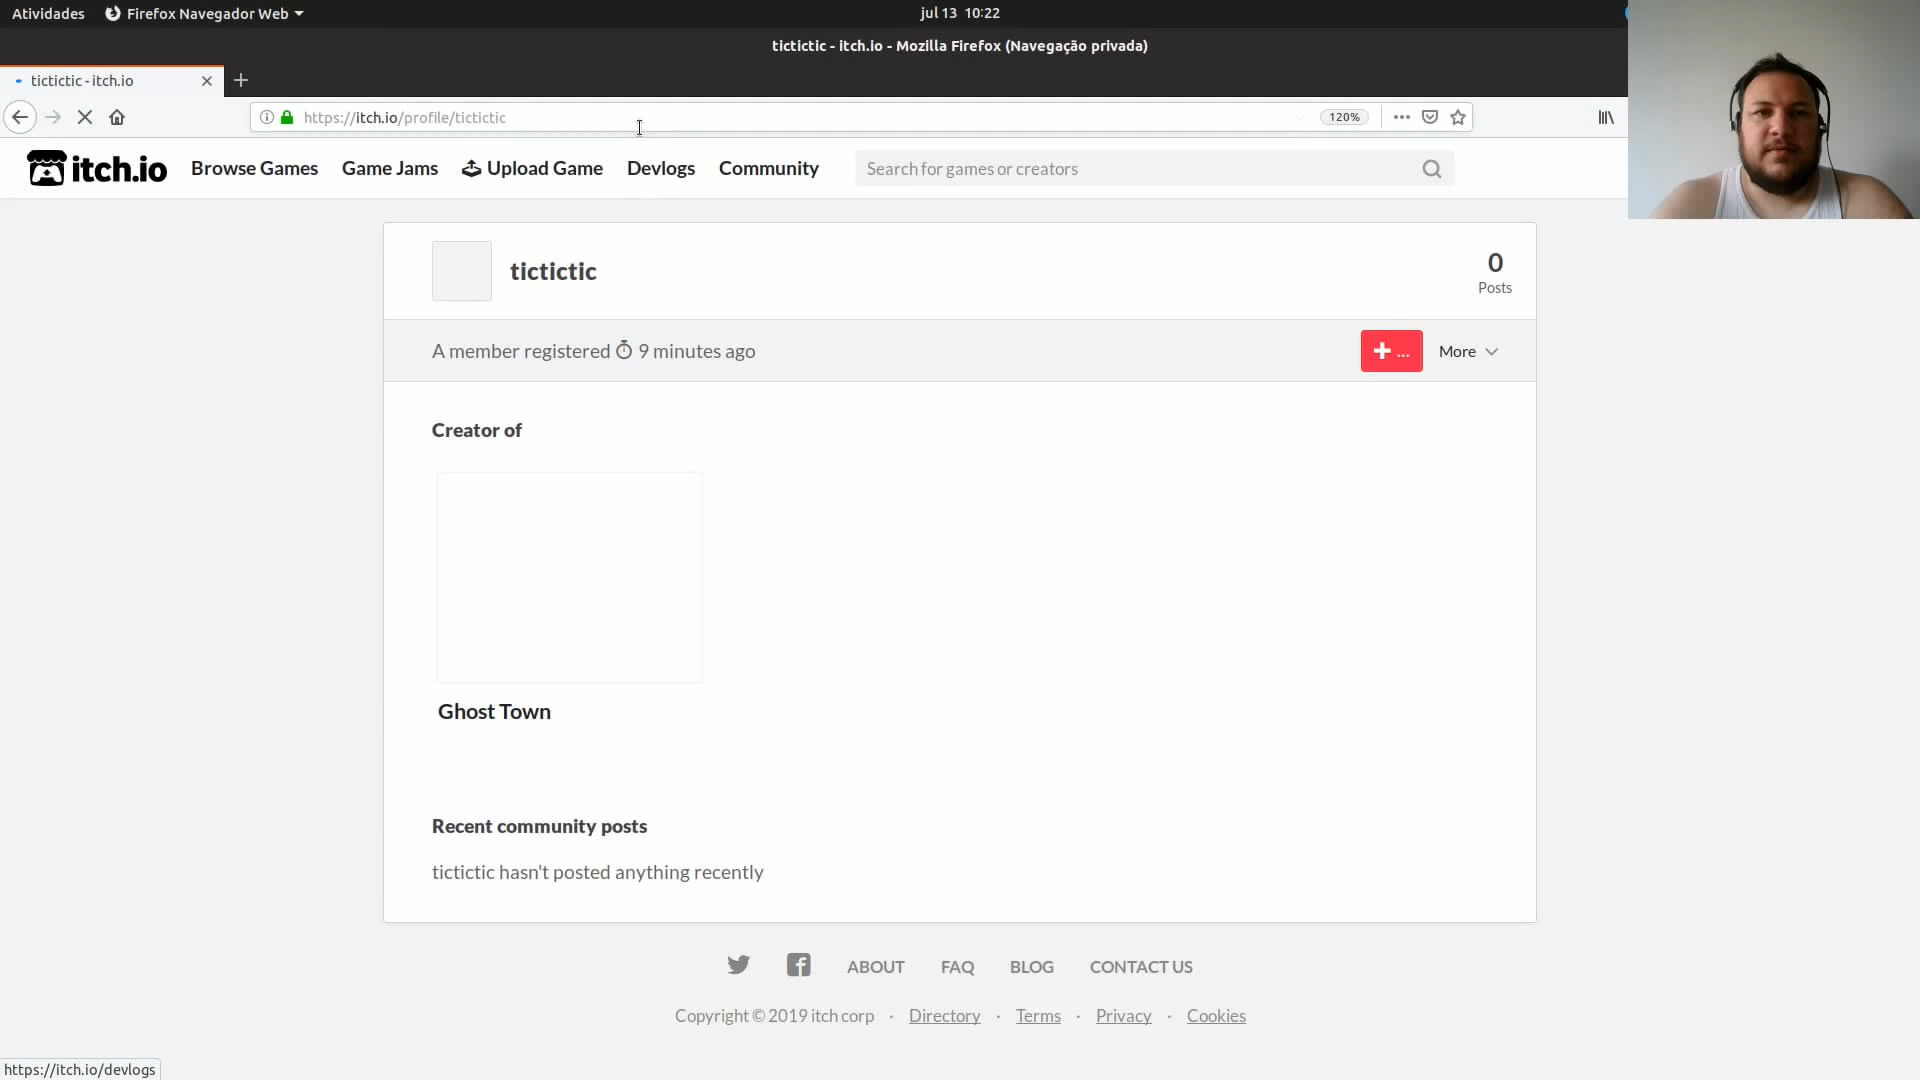 Atividades
Firefox Navegador Web
jul 13 10:22
tictictic - itch.io - Mozilla Firefox (Navegação privada)
tictictic - itch.io
https://itch.io/profile/tictictic
120%
itch.io
Browse Games
Game Jams
Upload Game
Devlogs
Community
Search for games or creators
tictictic
0
Posts
A member registered 9 minutes ago
...
More
Creator of
Ghost Town
Recent community posts
tictictic hasn't posted anything recently
ABOUT
FAQ
BLOG
CONTACT US
Copyright © 2019 itch corp · Directory · Terms · Privacy · Cookies
https://itch.io/devlogs